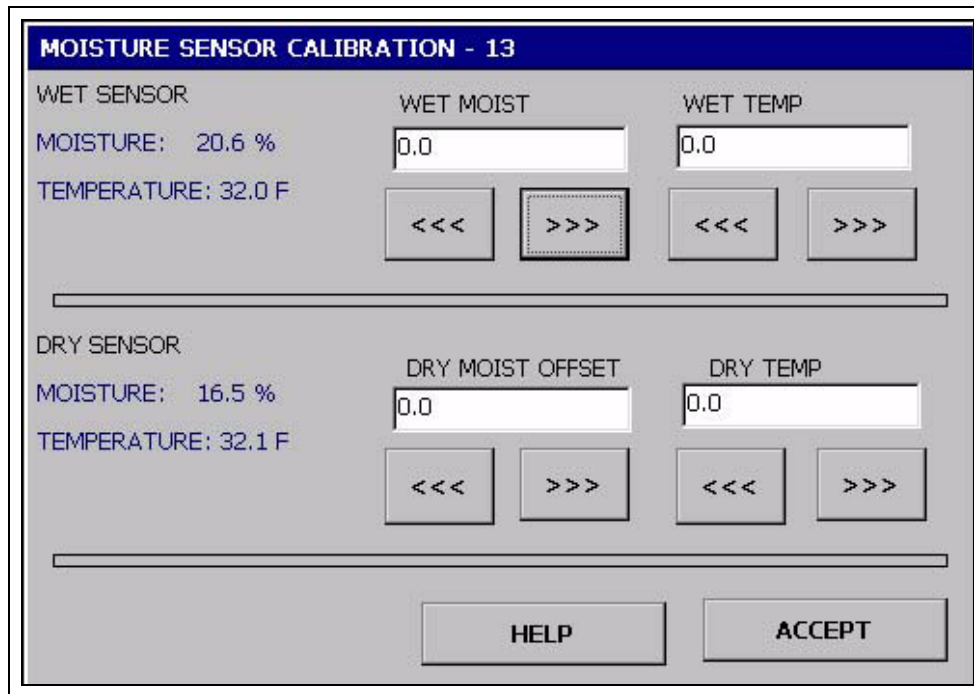 MOISTURE SENSOR CALIBRATION - 13
WET SENSOR
MOISTURE: 20.6 %
TEMPERATURE: 32.0 F
WET MOIST
0.0
<<< >>>
WET TEMP
0.0
<<< >>>
DRY SENSOR
MOISTURE: 16.5 %
TEMPERATURE: 32.1 F
DRY MOIST OFFSET
0.0
<<< >>>
DRY TEMP
0.0
<<< >>>
HELP
ACCEPT